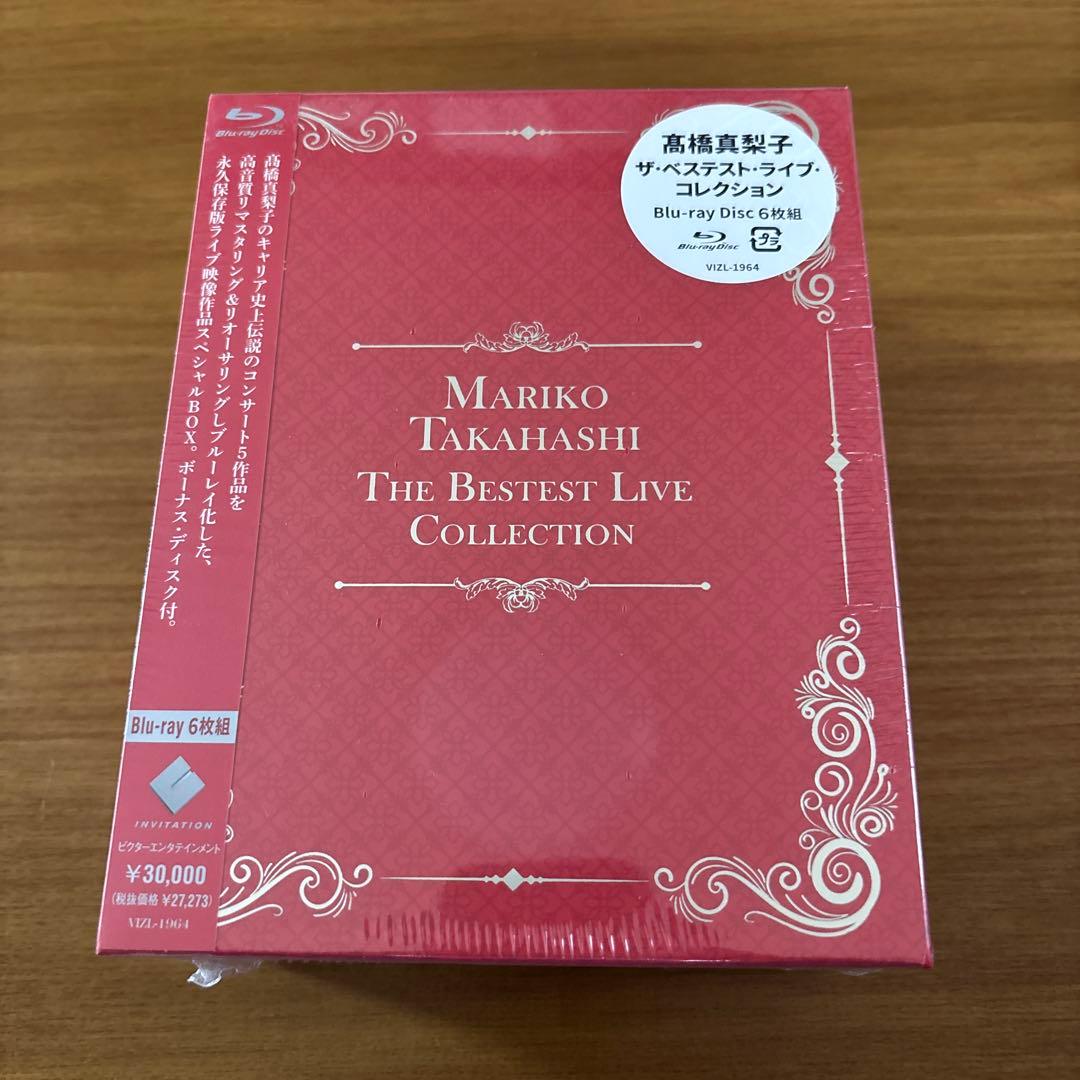 Blu-ray Disc
髙橋真梨子のキャリア史上伝説のコンサート5作品を
高音質リマスタリング＆リオーサリングしブルーレイ化した、
永久保存版ライブ映像作品スペシャルBOX。ボーナス・ディスク付。
Blu-ray 6枚組
INVITATION
ビクターエンタテインメント
￥30,000
(税抜価格 ￥27,273)
VIZL-1964
髙橋真梨子
ザ・ベステスト・ライブ・
コレクション
Blu-ray Disc 6枚組
Blu-ray Disc
プラ
VIZL-1964
MARIKO
TAKAHASHI
THE BESTEST LIVE
COLLECTION